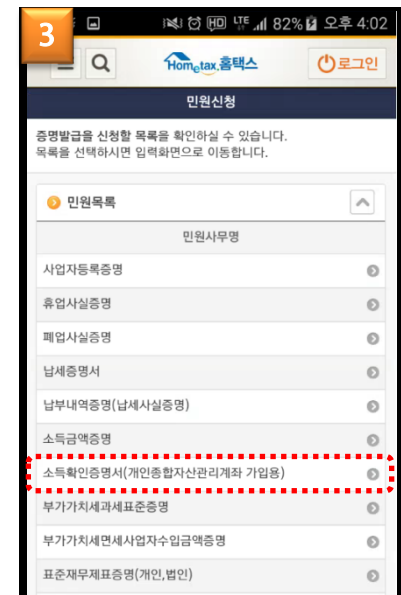 3
HD LTE 82% 오후 4:02
Hometax.홈택스 로그인
민원신청
증명발급을 신청할 목록을 확인하실 수 있습니다.
목록을 선택하시면 입력화면으로 이동합니다.
민원목록
민원사무명
사업자등록증명
휴업사실증명
폐업사실증명
납세증명서
납부내역증명(납세사실증명)
소득금액증명
소득확인증명서(개인종합자산관리계좌 가입용)
부가가치세과세표준증명
부가가치세면세사업자수입금액증명
표준재무제표증명(개인,법인)